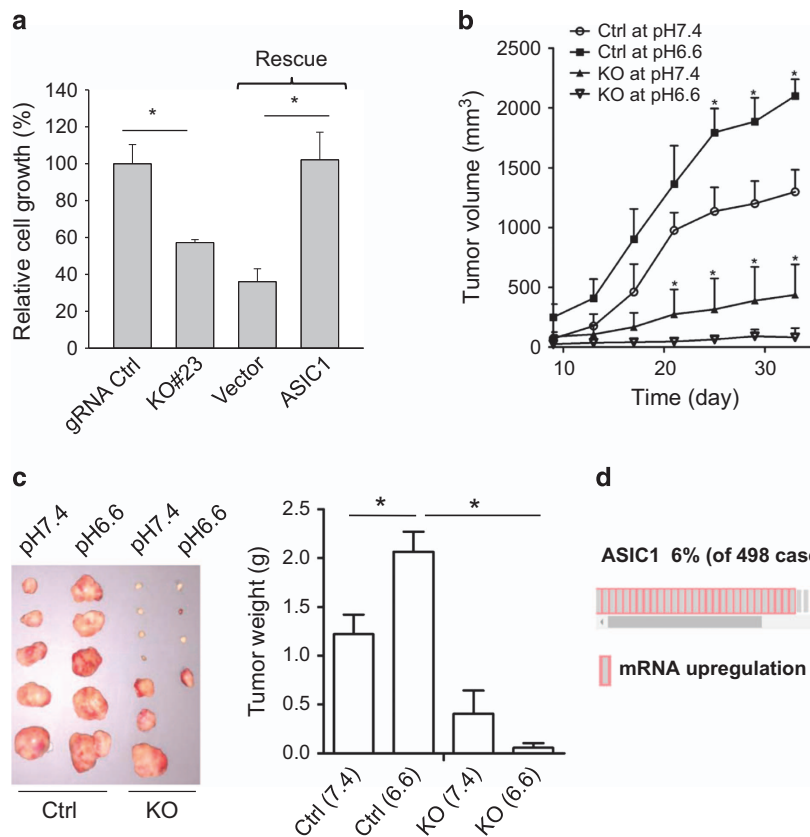 a
Rescue
Relative cell growth (%)
140
120
100
80
60
40
20
0
*
*
gRNA Ctrl
KO#23
Vector
ASIC1
b
Ctrl at pH7.4
Ctrl at pH6.6
KO at pH7.4
KO at pH6.6
Tumor volume (mm³)
2500
2000
1500
1000
500
0
* * *
* * * *
10 20 30
Time (day)
c
pH7.4 pH6.6 pH7.4 pH6.6
Ctrl KO
Tumor weight (g)
2.5
2.0
1.5
1.0
0.5
0.0
* *
Ctrl (7.4)
Ctrl (6.6)
KO (7.4)
KO (6.6)
d
ASIC1 6% (of 498 case
mRNA upregulation